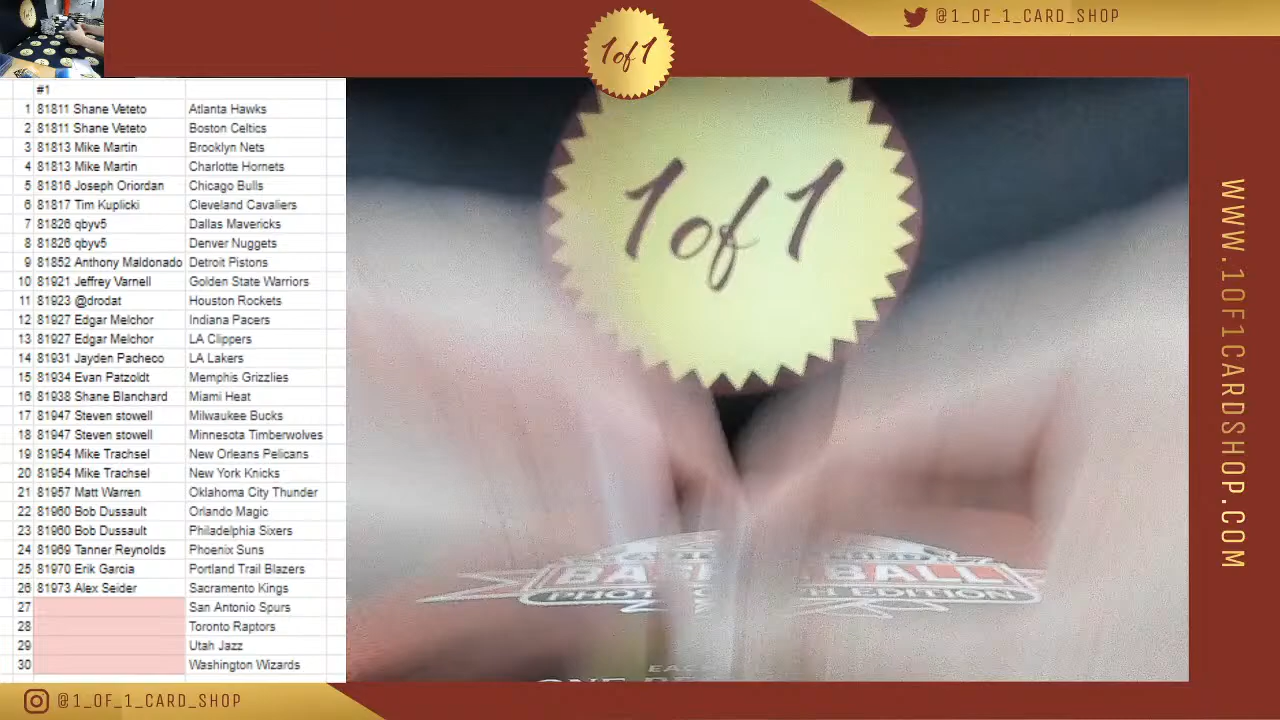 @1_OF_1_CARD_SHOP
1 of 1
#1
1 81811 Shane Veteto Atlanta Hawks
2 81811 Shane Veteto Boston Celtics
3 81813 Mike Martin Brooklyn Nets
4 81813 Mike Martin Charlotte Hornets
5 81816 Joseph Oriordan Chicago Bulls
6 81817 Tim Kuplicki Cleveland Cavaliers
7 81826 qbyv5 Dallas Mavericks
8 81826 qbyv5 Denver Nuggets
9 81852 Anthony Maldonado Detroit Pistons
10 81921 Jeffrey Varnell Golden State Warriors
11 81923 @drodat Houston Rockets
12 81927 Edgar Melchor Indiana Pacers
13 81927 Edgar Melchor LA Clippers
14 81931 Jayden Pacheco LA Lakers
15 81934 Evan Patzoldt Memphis Grizzlies
16 81938 Shane Blanchard Miami Heat
17 81947 Steven stowell Milwaukee Bucks
18 81947 Steven stowell Minnesota Timberwolves
19 81954 Mike Trachsel New Orleans Pelicans
20 81954 Mike Trachsel New York Knicks
21 81957 Matt Warren Oklahoma City Thunder
22 81960 Bob Dussault Orlando Magic
23 81960 Bob Dussault Philadelphia Sixers
24 81969 Tanner Reynolds Phoenix Suns
25 81970 Erik Garcia Portland Trail Blazers
26 81973 Alex Seider Sacramento Kings
27 San Antonio Spurs
28 Toronto Raptors
29 Utah Jazz
30 Washington Wizards
1 of 1
EDITION
WWW.1OF1CARDSHOP.COM
@1_OF_1_CARD_SHOP